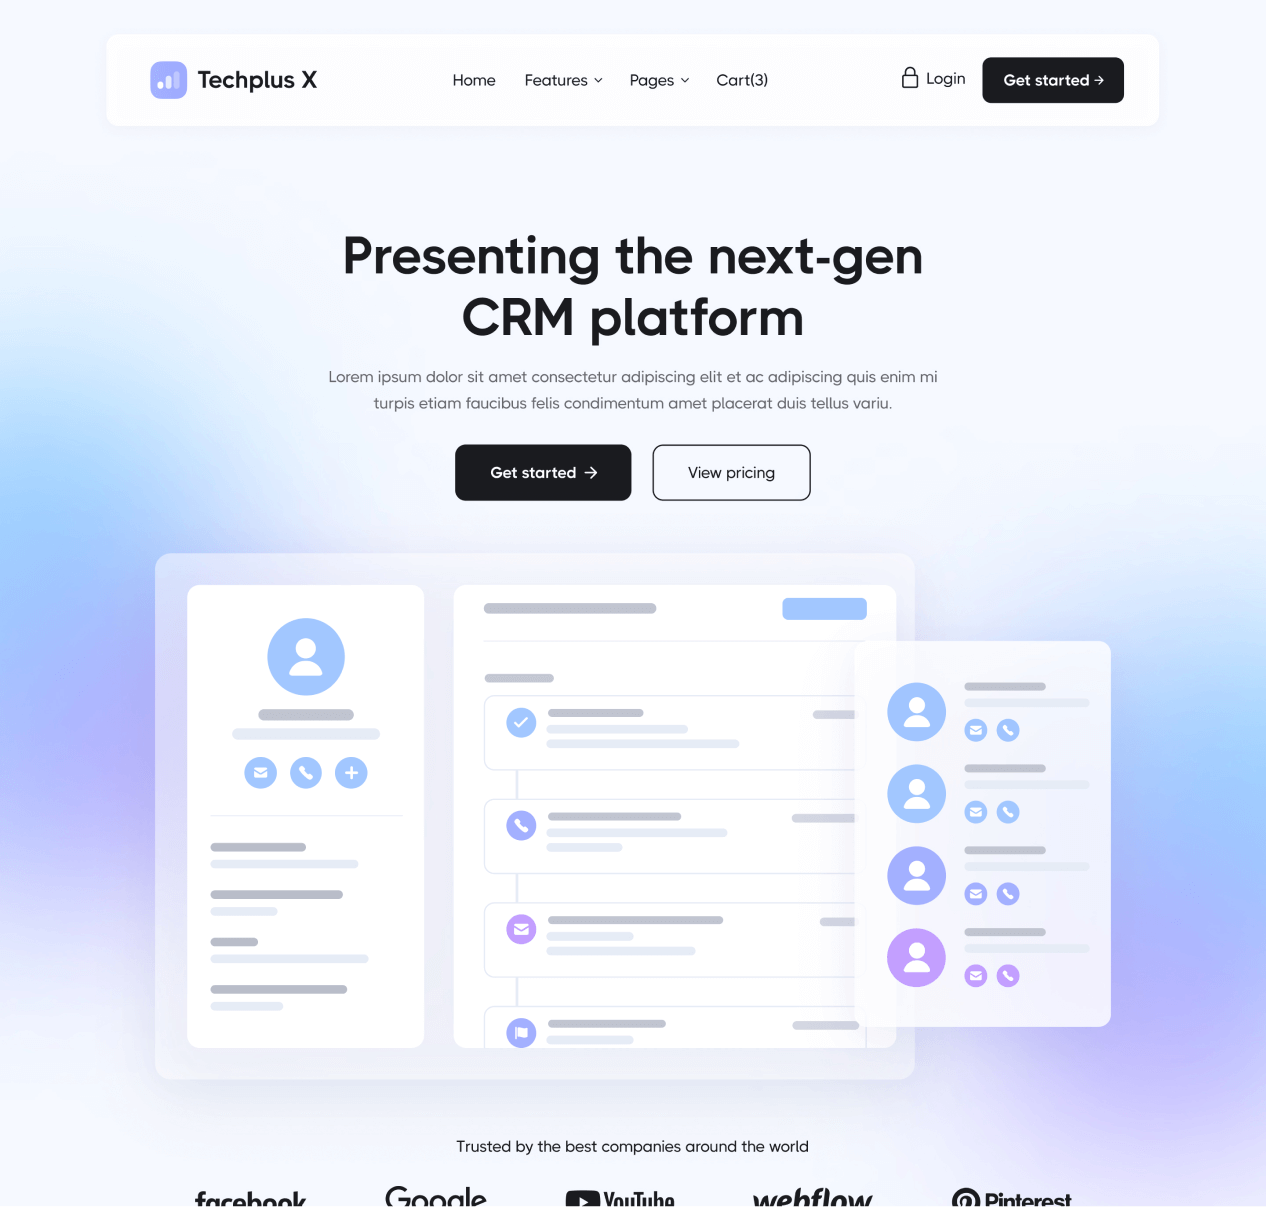 Techplus X
Home
Features
Pages
Cart(3)
Login
Get started →
Presenting the next-gen
CRM platform
Lorem ipsum dolor sit amet consectetur adipiscing elit et ac adipiscing quis enim mi
turpis etiam faucibus felis condimentum amet placerat duis tellus variu.
Get started →
View pricing
Trusted by the best companies around the world
facebook
Google
YouTube
webflow
Pinterest